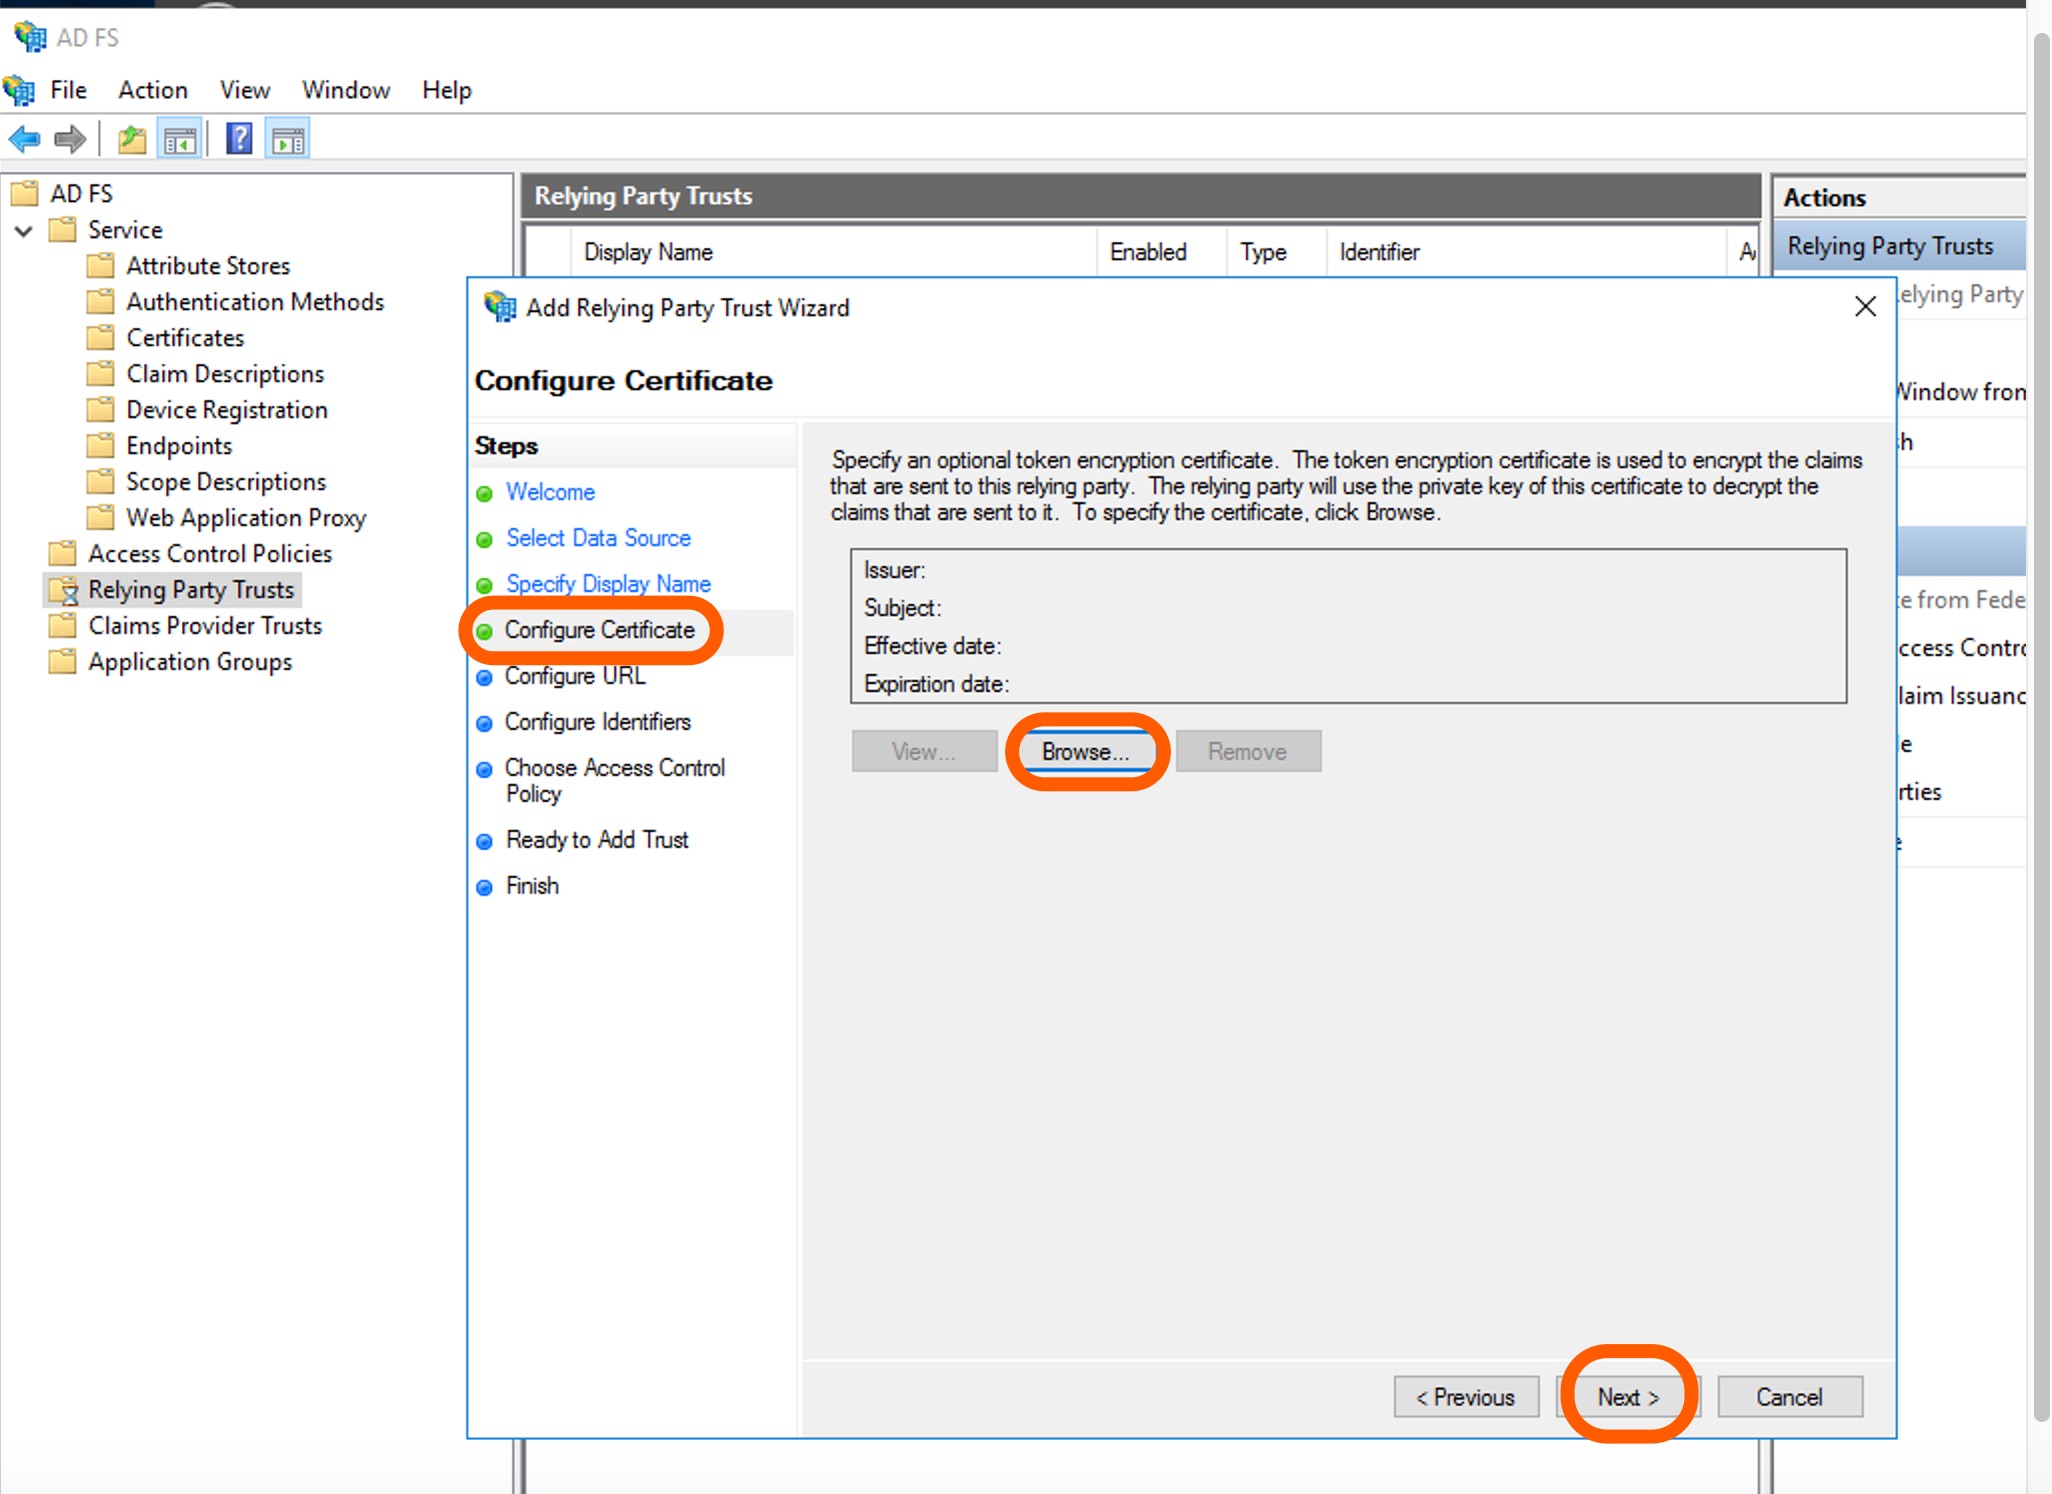 AD FS
File Action View Window Help
AD FS
Service
Attribute Stores
Authentication Methods
Certificates
Claim Descriptions
Device Registration
Endpoints
Scope Descriptions
Web Application Proxy
Access Control Policies
Relying Party Trusts
Claims Provider Trusts
Application Groups
Relying Party Trusts
Display Name Enabled Type Identifier
Actions
Relying Party Trusts
elying Party
Window fron
te from Fede
ccess Contro
laim Issuanc
rties
Add Relying Party Trust Wizard
Configure Certificate
Steps
Welcome
Select Data Source
Specify Display Name
Configure Certificate
Configure URL
Configure Identifiers
Choose Access Control
Policy
Ready to Add Trust
Finish
Specify an optional token encryption certificate. The token encryption certificate is used to encrypt the claims
that are sent to this relying party. The relying party will use the private key of this certificate to decrypt the
claims that are sent to it. To specify the certificate, click Browse.
Issuer:
Subject:
Effective date:
Expiration date:
View... Browse... Remove
< Previous Next > Cancel